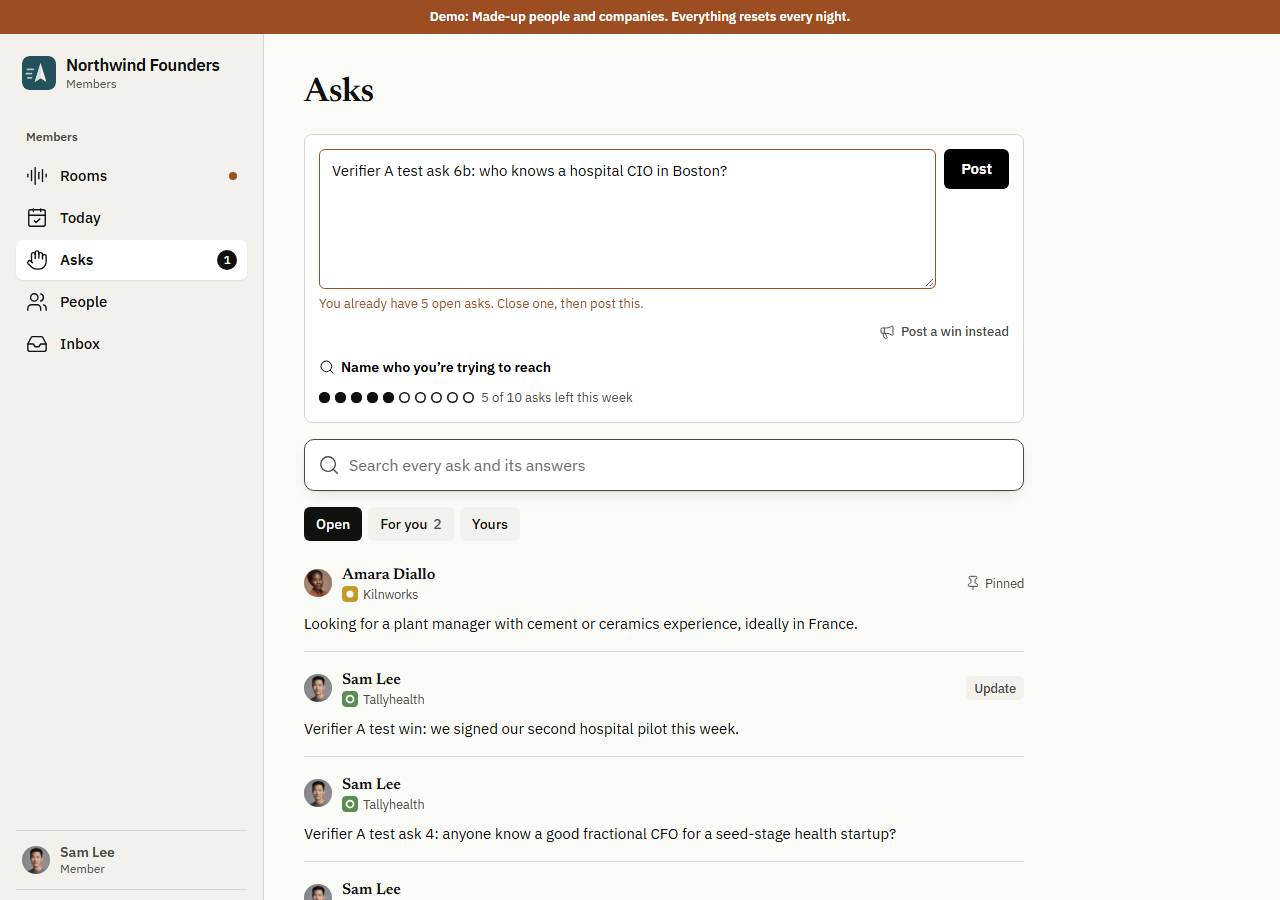 Demo: Made-up people and companies. Everything resets every night.
Northwind Founders
Members
Members
Rooms
Today
Asks
1
People
Inbox
Sam Lee
Member
Asks
Verifier A test ask 6b: who knows a hospital CIO in Boston?
Post
You already have 5 open asks. Close one, then post this.
Post a win instead
Name who you’re trying to reach
5 of 10 asks left this week
Search every ask and its answers
Open
For you 2
Yours
Amara Diallo
Kilnworks
Pinned
Looking for a plant manager with cement or ceramics experience, ideally in France.
Sam Lee
Tallyhealth
Update
Verifier A test win: we signed our second hospital pilot this week.
Sam Lee
Tallyhealth
Verifier A test ask 4: anyone know a good fractional CFO for a seed-stage health startup?
Sam Lee